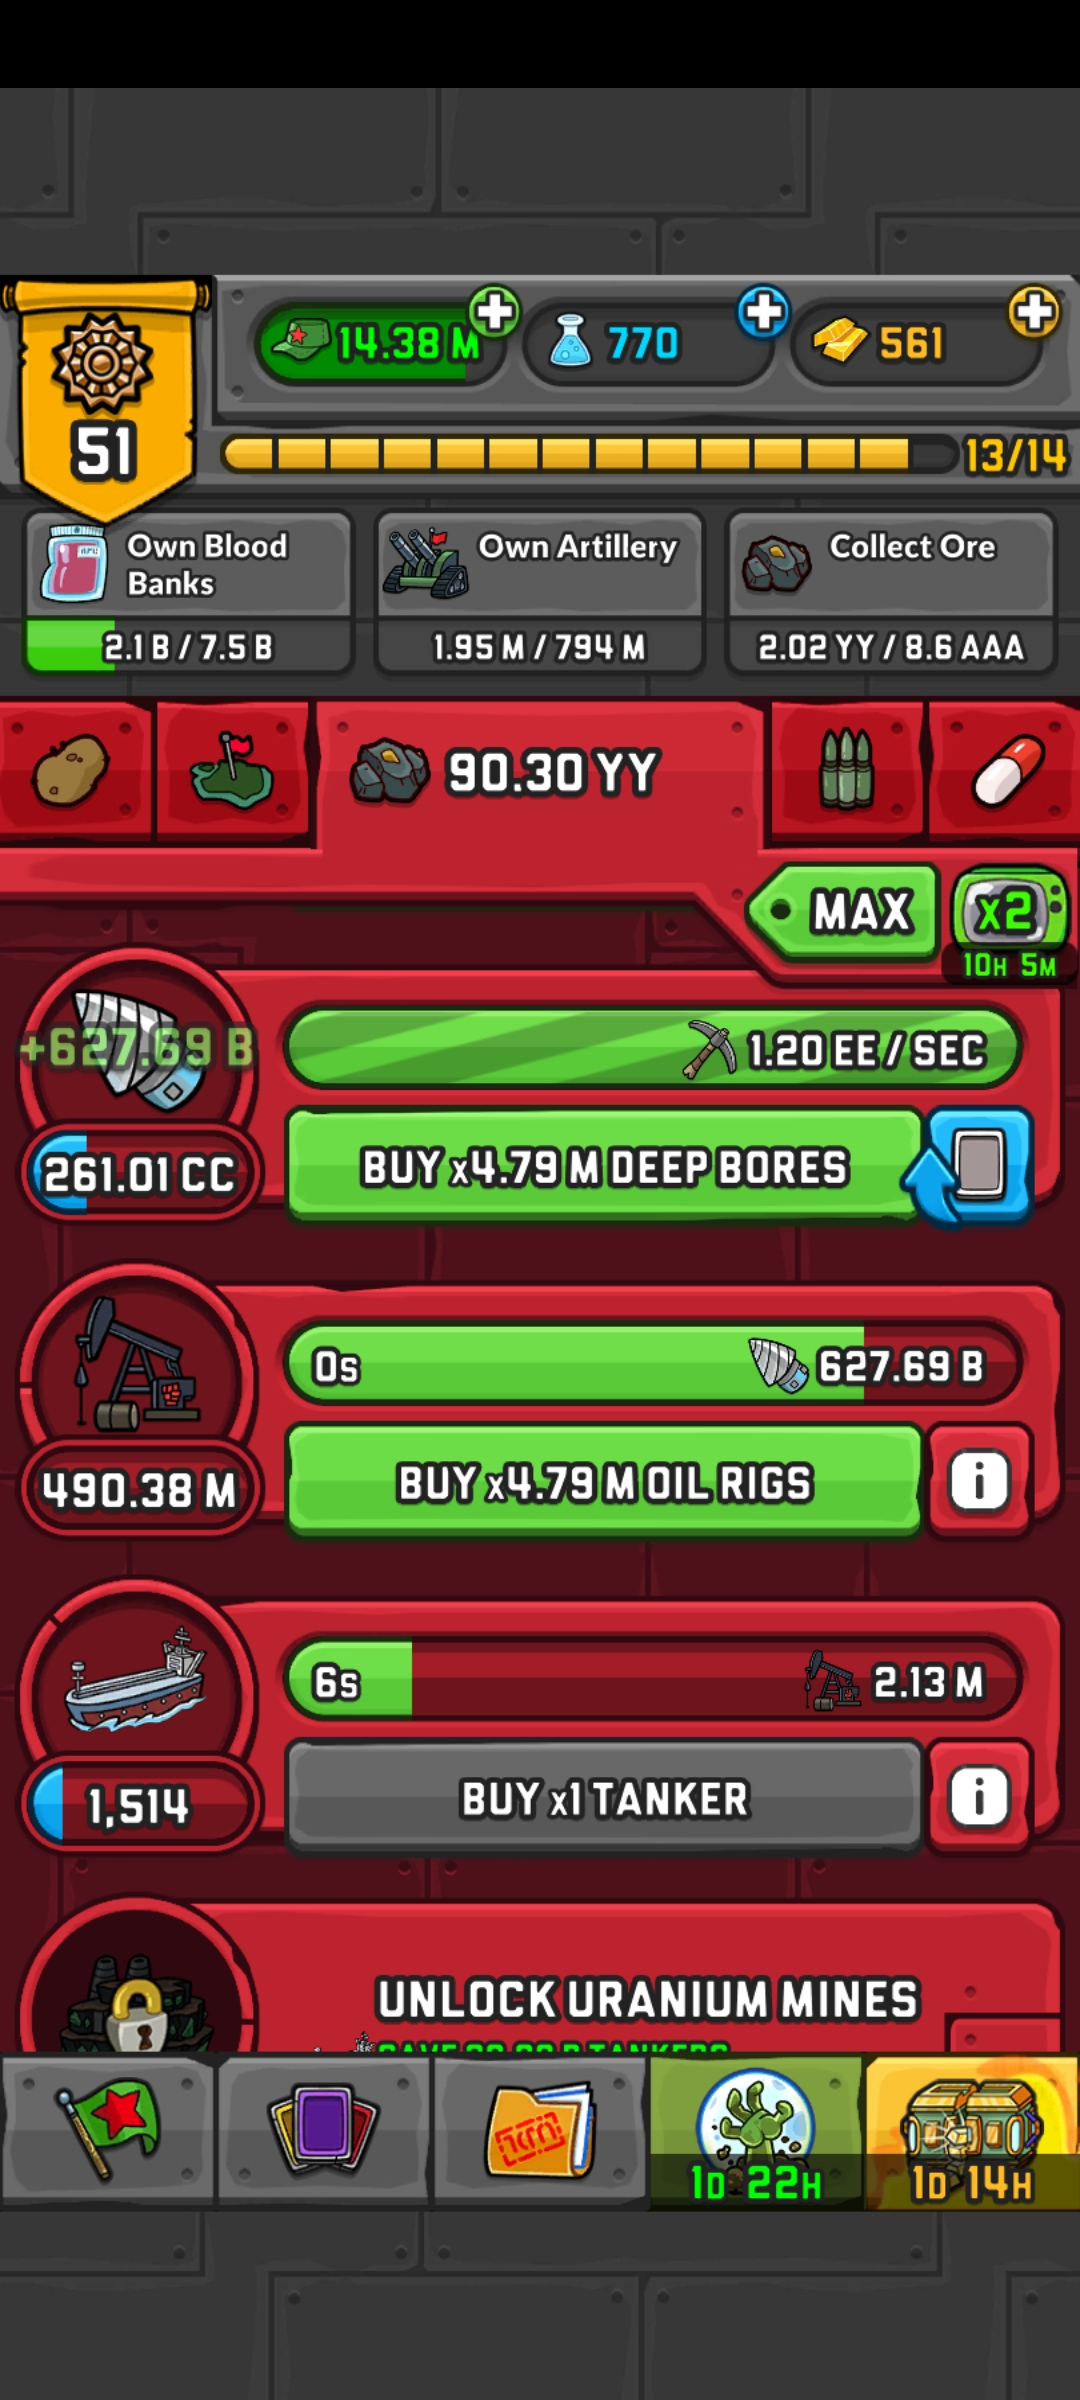 14.38 M
770
561
51
13/14
Own Blood
Banks
2.1 B / 7.5 B
Own Artillery
1.95 M / 794 M
Collect Ore
2.02 YY / 8.6 AAA
90.30 YY
MAX
x2
10H 5M
+627.69 B
1.20 EE / SEC
261.01 CC
BUY x4.79 M DEEP BORES
0s
627.69 B
490.38 M
BUY x4.79 M OIL RIGS
i
6s
2.13 M
1,514
BUY x1 TANKER
i
UNLOCK URANIUM MINES
1D 22H
1D 14H